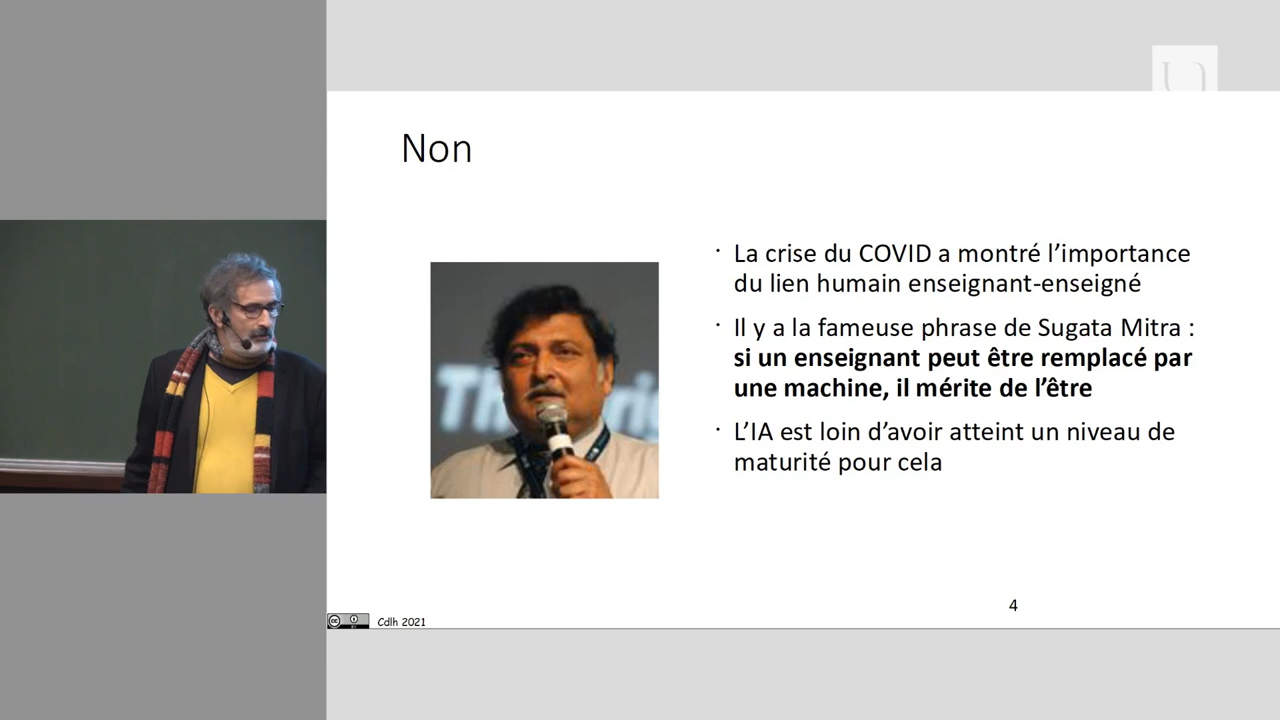 Non
La crise du COVID a montré l’importance
du lien humain enseignant-enseigné
Il y a la fameuse phrase de Sugata Mitra :
si un enseignant peut être remplacé par
une machine, il mérite de l’être
L’IA est loin d’avoir atteint un niveau de
maturité pour cela
4
Cdlh 2021